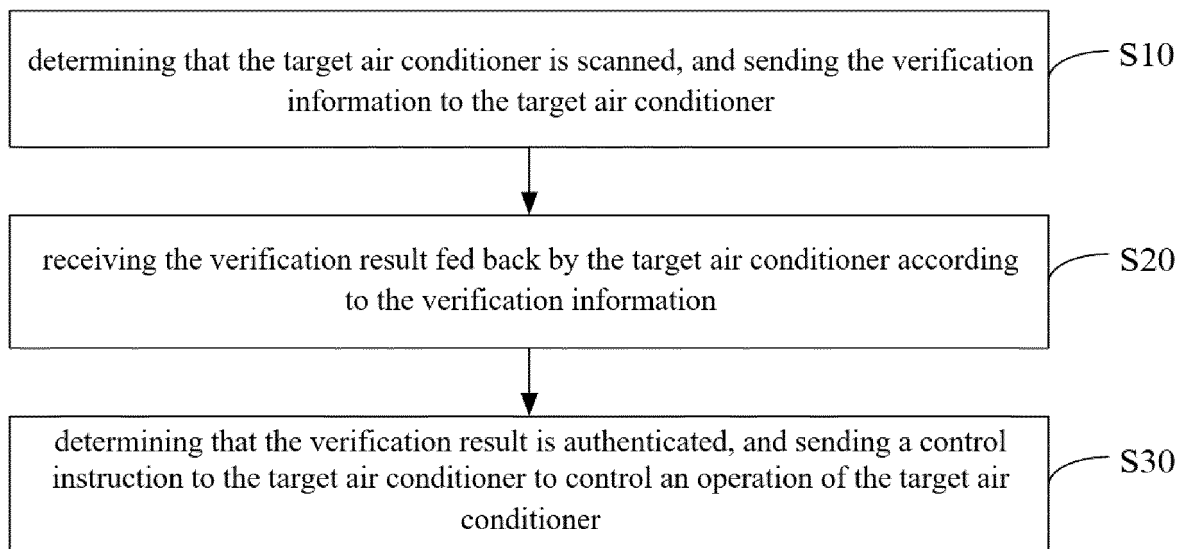 determining that the target air conditioner is scanned, and sending the verification
information to the target air conditioner
S10
receiving the verification result fed back by the target air conditioner according
to the verification information
S20
determining that the verification result is authenticated, and sending a control
instruction to the target air conditioner to control an operation of the target air
conditioner
S30